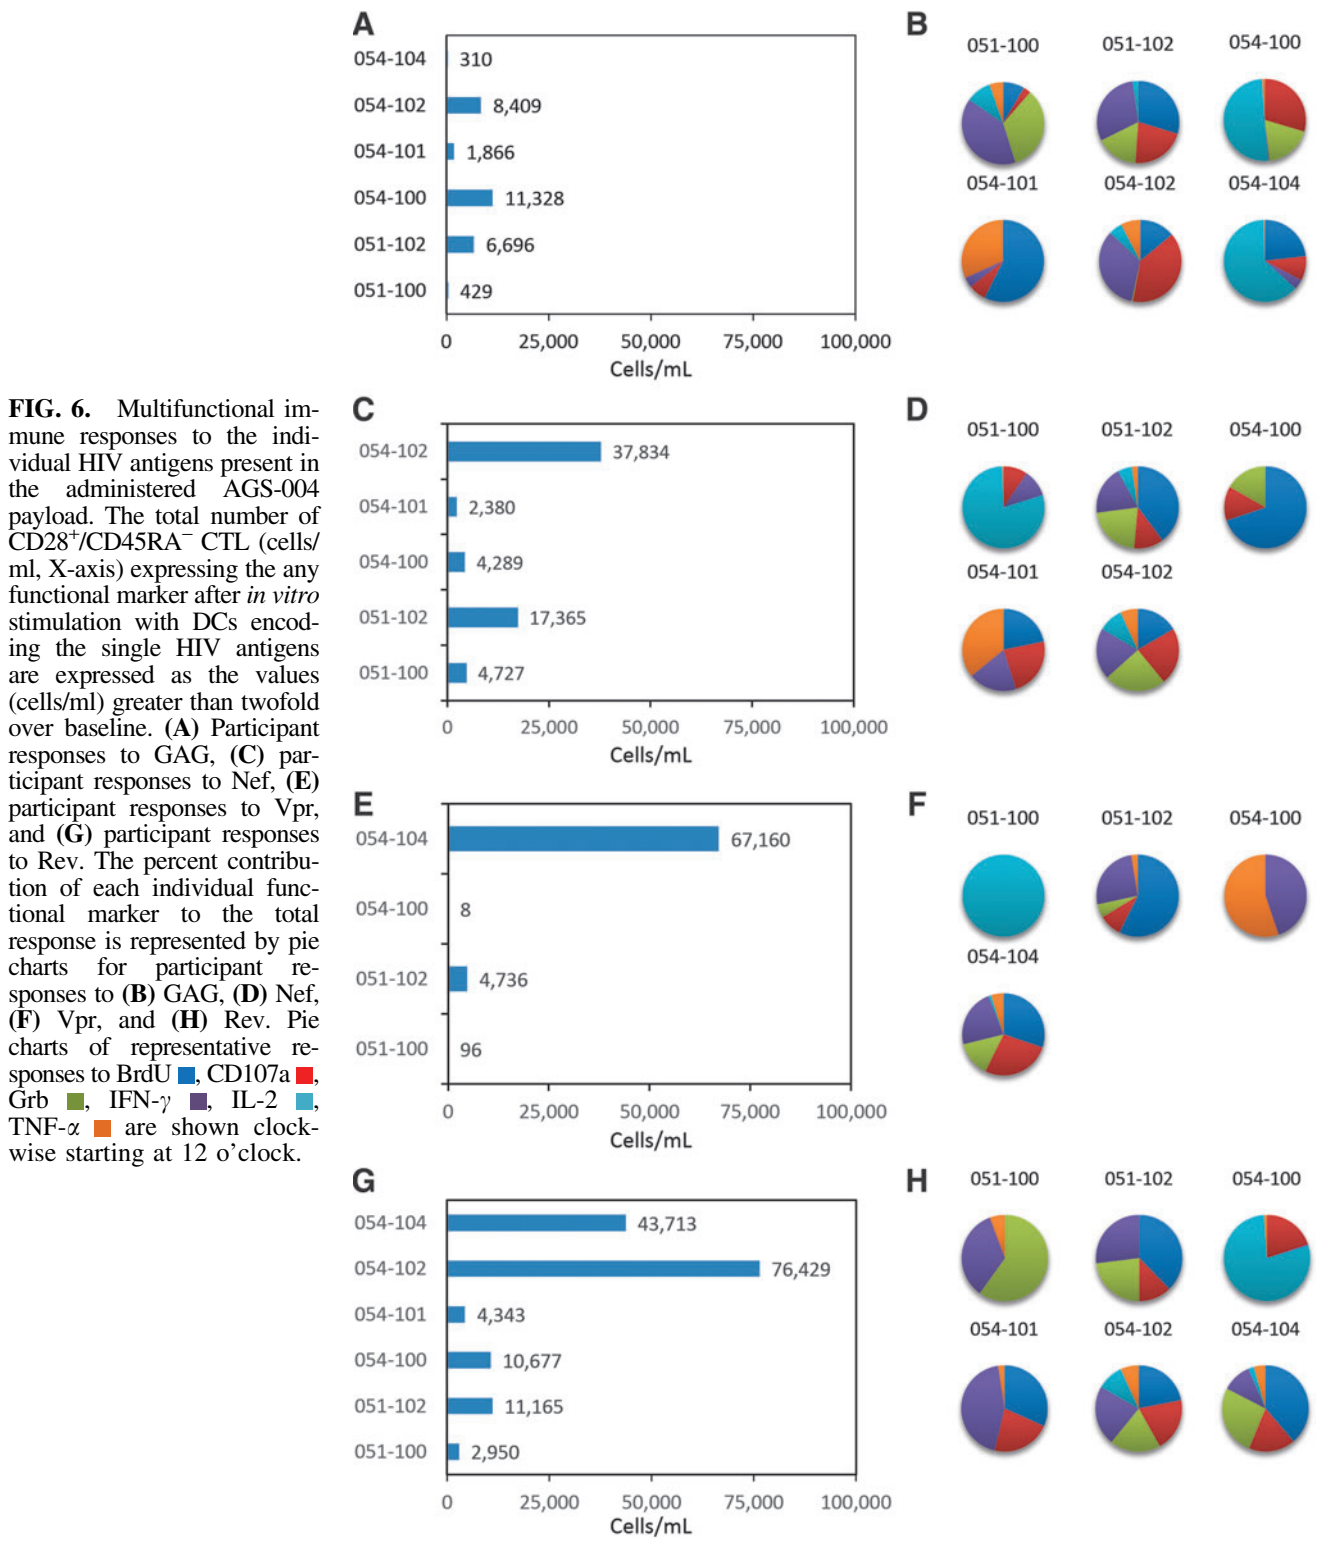 FIG. 6. Multifunctional im-
mune responses to the indi-
vidual HIV antigens present in
the administered AGS-004
payload. The total number of
CD28+/CD45RA− CTL (cells/
ml, X-axis) expressing the any
functional marker after in vitro
stimulation with DCs encod-
ing the single HIV antigens
are expressed as the values
(cells/ml) greater than twofold
over baseline. (A) Participant
responses to GAG, (C) par-
ticipant responses to Nef, (E)
participant responses to Vpr,
and (G) participant responses
to Rev. The percent contribu-
tion of each individual func-
tional marker to the total
response is represented by pie
charts for participant re-
sponses to (B) GAG, (D) Nef,
(F) Vpr, and (H) Rev. Pie
charts of representative re-
sponses to BrdU , CD107a ,
Grb , IFN-γ , IL-2 ,
TNF-α are shown clock-
wise starting at 12 o'clock.
A
054-104 310
054-102 8,409
054-101 1,866
054-100 11,328
051-102 6,696
051-100 429
0 25,000 50,000 75,000 100,000
Cells/mL
B
051-100 051-102 054-100
054-101 054-102 054-104
C
054-102 37,834
054-101 2,380
054-100 4,289
051-102 17,365
051-100 4,727
0 25,000 50,000 75,000 100,000
Cells/mL
D
051-100 051-102 054-100
054-101 054-102
E
054-104 67,160
054-100 8
051-102 4,736
051-100 96
0 25,000 50,000 75,000 100,000
Cells/mL
F
051-100 051-102 054-100
054-104
G
054-104 43,713
054-102 76,429
054-101 4,343
054-100 10,677
051-102 11,165
051-100 2,950
0 25,000 50,000 75,000 100,000
Cells/mL
H
051-100 051-102 054-100
054-101 054-102 054-104